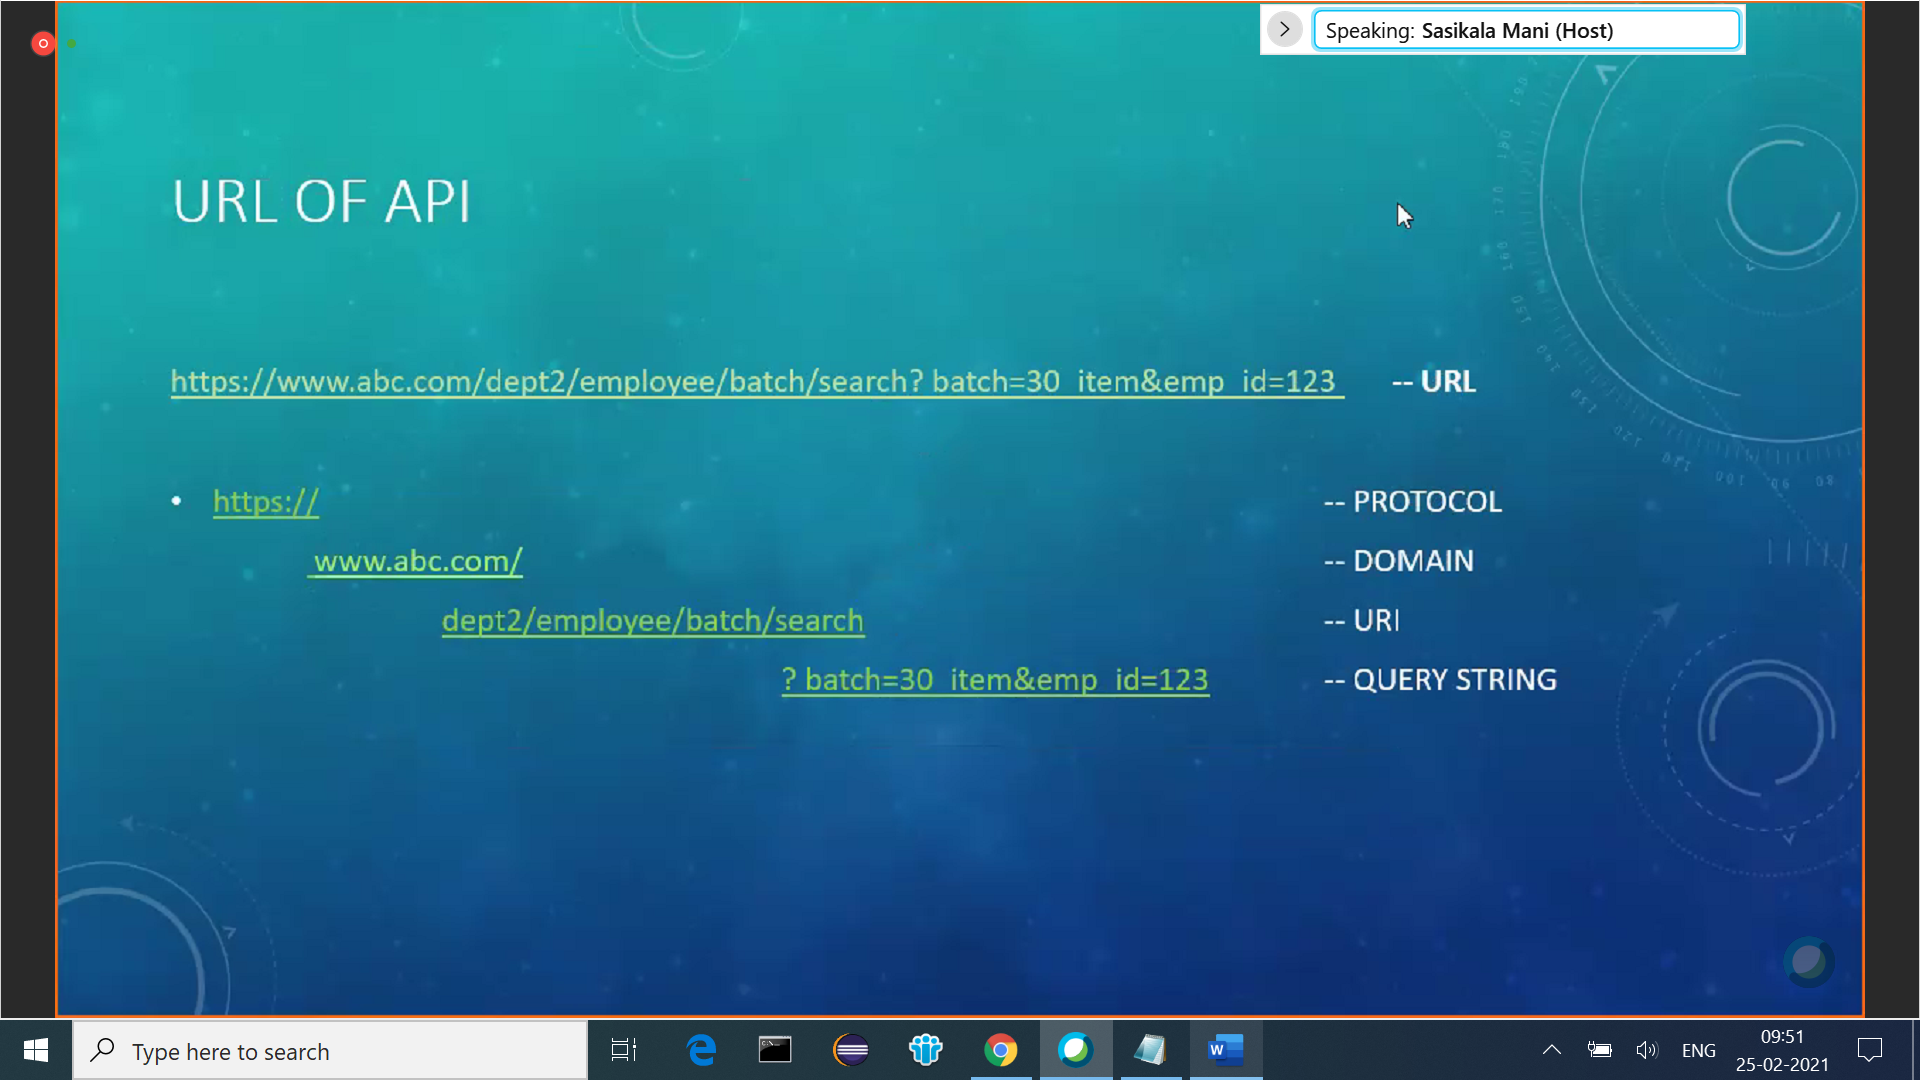 Speaking: Sasikala Mani (Host)
URL OF API
https://www.abc.com/dept2/employee/batch/search? batch=30_item&emp_id=123 -- URL
• https:// -- PROTOCOL
www.abc.com/ -- DOMAIN
dept2/employee/batch/search -- URI
? batch=30_item&emp_id=123 -- QUERY STRING
Type here to search
ENG
09:51
25-02-2021